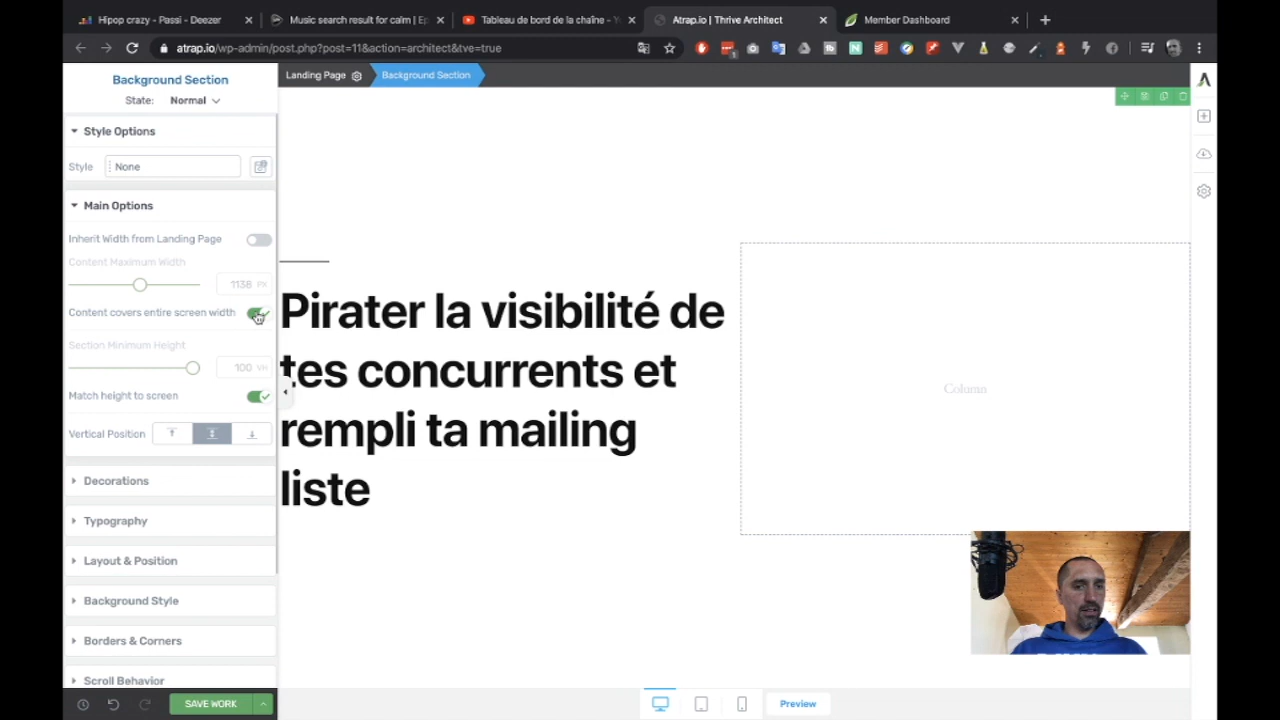 Hipop crazy - Passi - Deezer
Music search result for calm | Ep
Tableau de bord de la chaîne - Y
Atrap.io | Thrive Architect
Member Dashboard
atrap.io/wp-admin/post.php?post=11&action=architect&tve=true
Background Section
State: Normal
Landing Page
Background Section
Style Options
Style None
Main Options
Inherit Width from Landing Page
Content Maximum Width
1138 PX
Content covers entire screen width
Section Minimum Height
100 VH
Match height to screen
Vertical Position
Decorations
Typography
Layout & Position
Background Style
Borders & Corners
Scroll Behavior
SAVE WORK
Pirater la visibilité de
tes concurrents et
rempli ta mailing
liste
Column
Preview